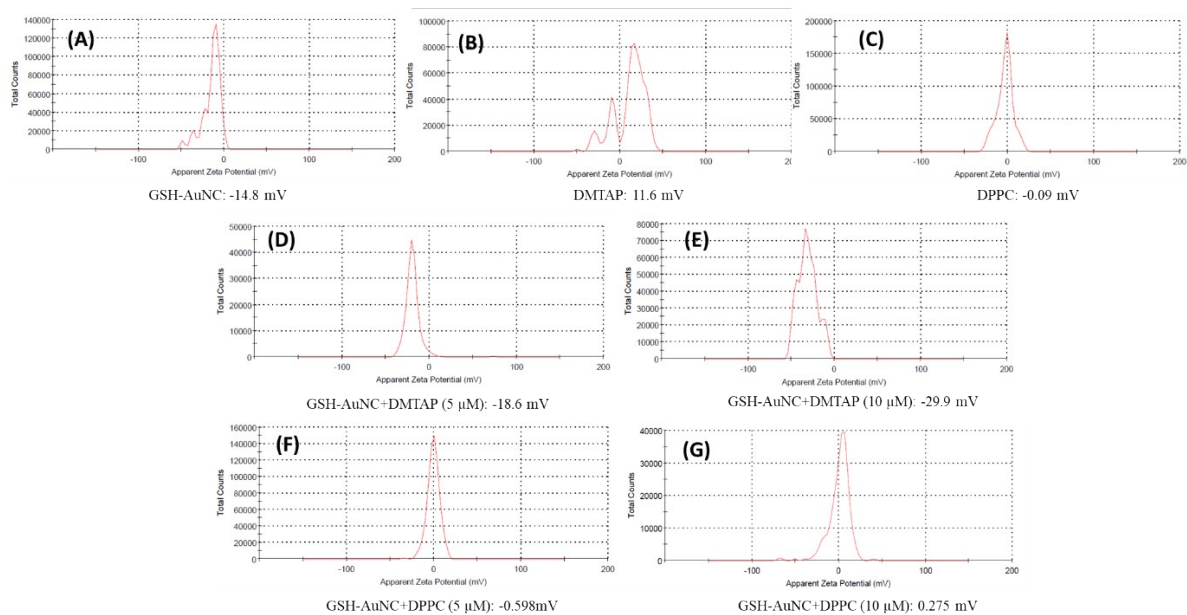 (A)
Total Counts
140000
120000
100000
80000
60000
40000
20000
0
-100 0 100 200
Apparent Zeta Potential (mV)
GSH-AuNC: -14.8 mV
(B)
Total Counts
100000
80000
60000
40000
20000
0
-100 0 100 200
Apparent Zeta Potential (mV)
DMTAP: 11.6 mV
(C)
Total Counts
200000
150000
100000
50000
0
-100 0 100 200
Apparent Zeta Potential (mV)
DPPC: -0.09 mV
(D)
Total Counts
50000
40000
30000
20000
10000
0
-100 0 100 200
Apparent Zeta Potential (mV)
GSH-AuNC+DMTAP (5 μM): -18.6 mV
(E)
Total Counts
80000
70000
60000
50000
40000
30000
20000
10000
0
-100 0 100 200
Apparent Zeta Potential (mV)
GSH-AuNC+DMTAP (10 μM): -29.9 mV
(F)
Total Counts
160000
140000
120000
100000
80000
60000
40000
20000
0
-100 0 100 200
Apparent Zeta Potential (mV)
GSH-AuNC+DPPC (5 μM): -0.598mV
(G)
Total Counts
40000
30000
20000
10000
0
-100 0 100 200
Apparent Zeta Potential (mV)
GSH-AuNC+DPPC (10 μM): 0.275 mV